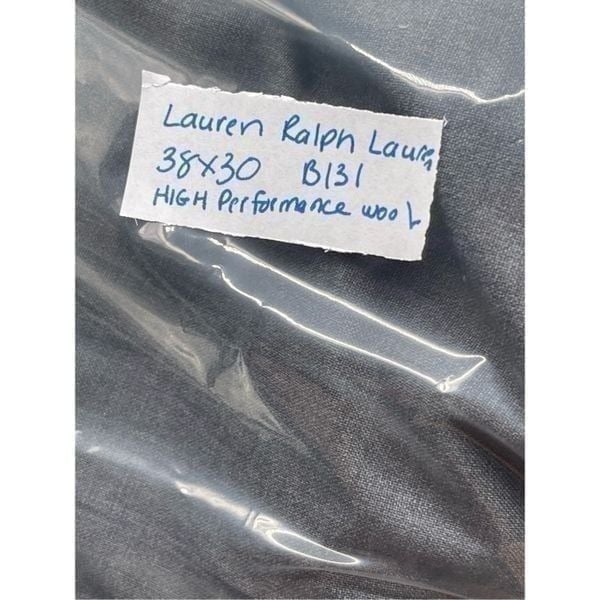 Lauren Ralph Lauren
38x30 B131
HIGH Performance wool